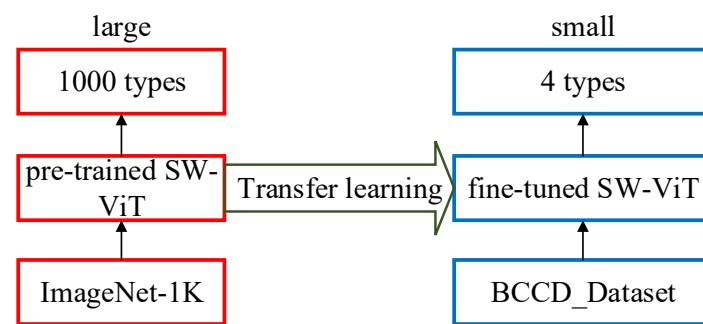 large
small
1000 types
4 types
pre-trained SW-
ViT
Transfer learning
fine-tuned SW-ViT
ImageNet-1K
BCCD_Dataset